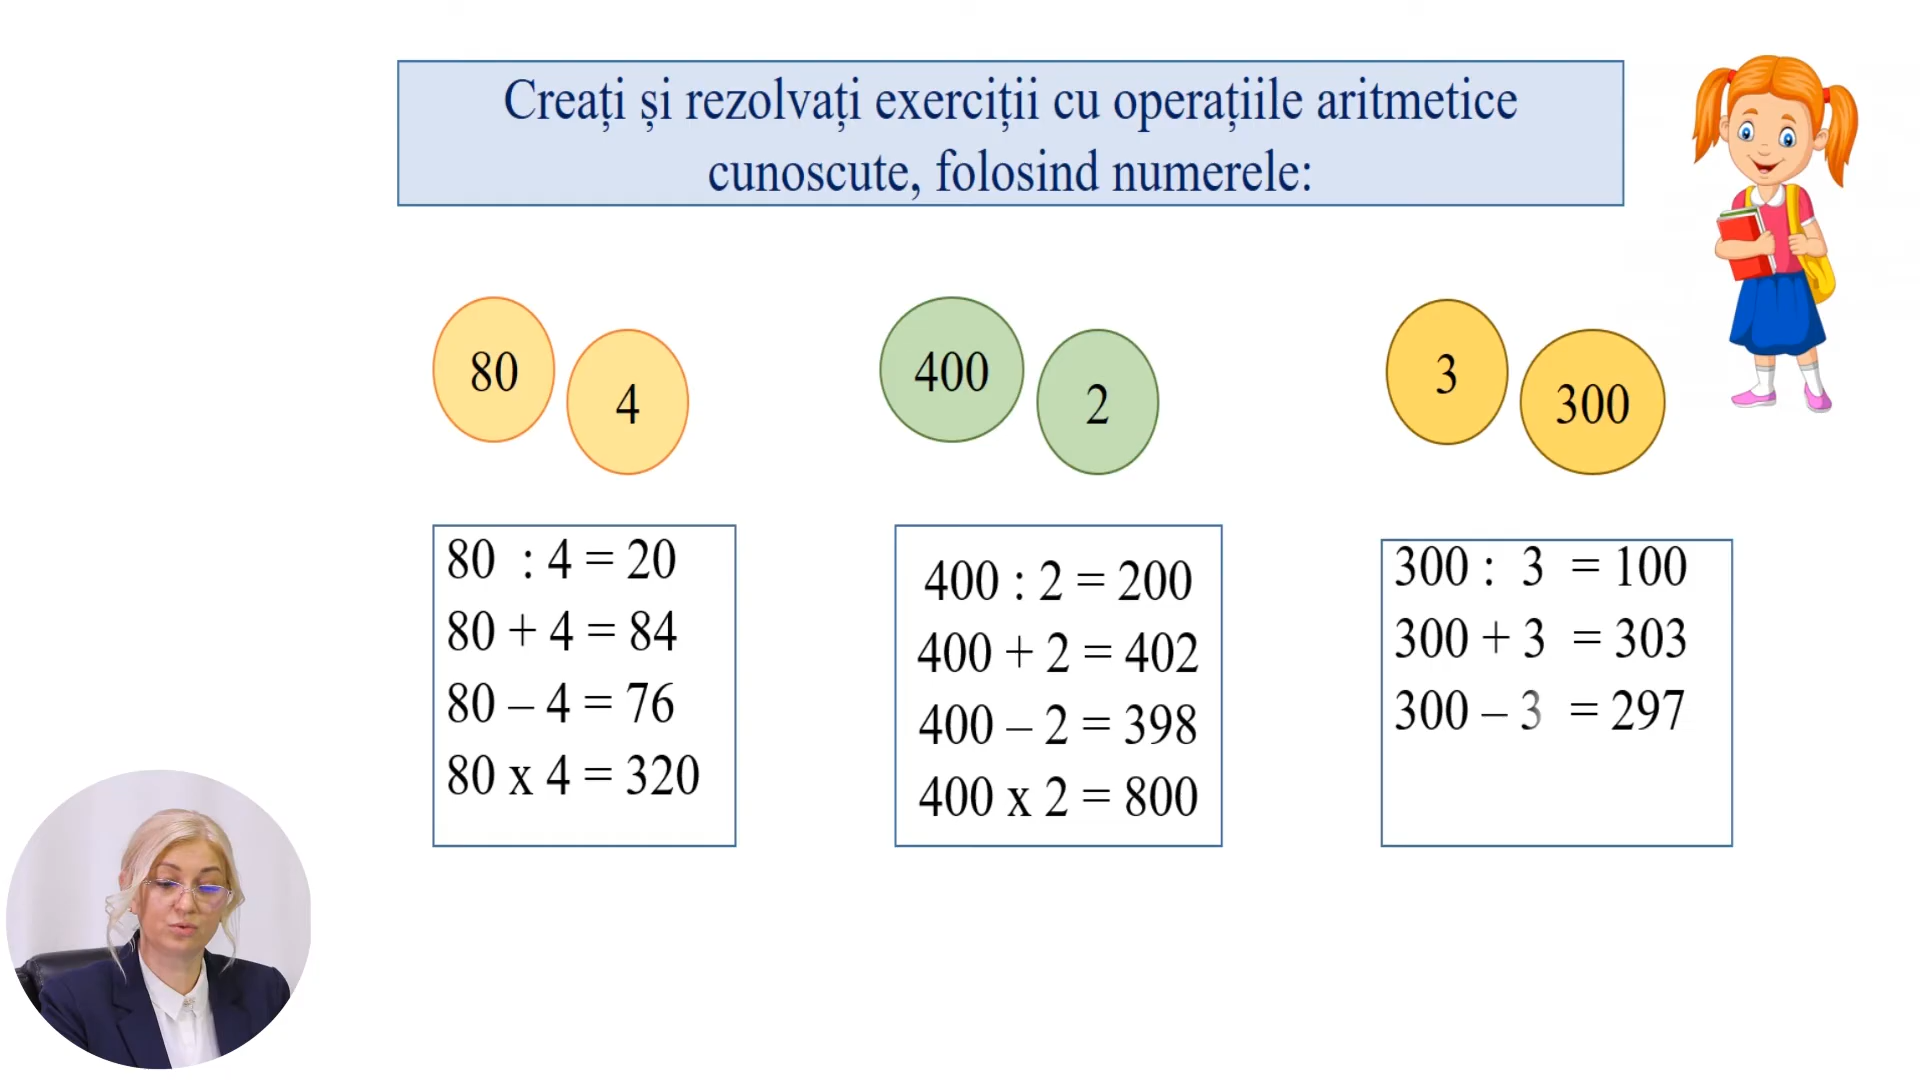 Creați și rezolvați exerciții cu operațiile aritmetice
cunoscute, folosind numerele:
80
4
400
2
3
300
80 : 4 = 20
80 + 4 = 84
80 – 4 = 76
80 x 4 = 320
400 : 2 = 200
400 + 2 = 402
400 – 2 = 398
400 x 2 = 800
300 : 3 = 100
300 + 3 = 303
300 – 3 = 297